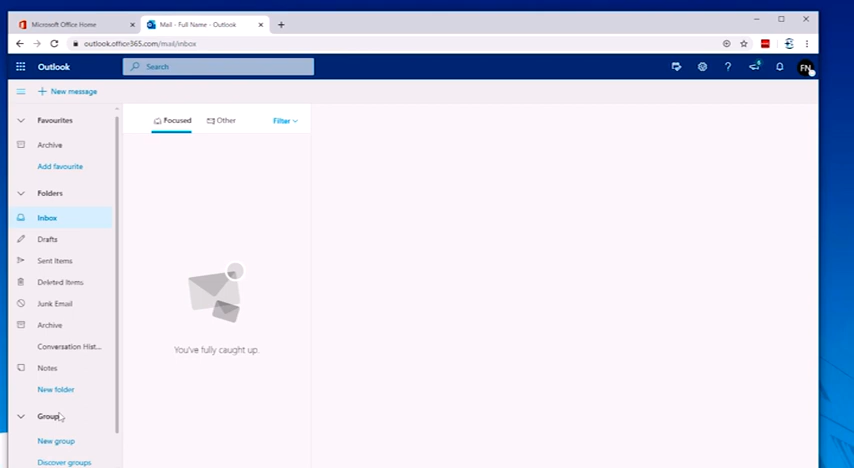 Microsoft Office Home
Mail - Full Name - Outlook
outlook.office365.com/mail/inbox
Outlook
Search
6
FN
New message
Favourites
Focused
Other
Filter
Archive
Add favourite
Folders
Inbox
Drafts
Sent Items
Deleted Items
Junk Email
Archive
Conversation Hist...
Notes
New folder
Groups
New group
Discover groups
You've fully caught up.